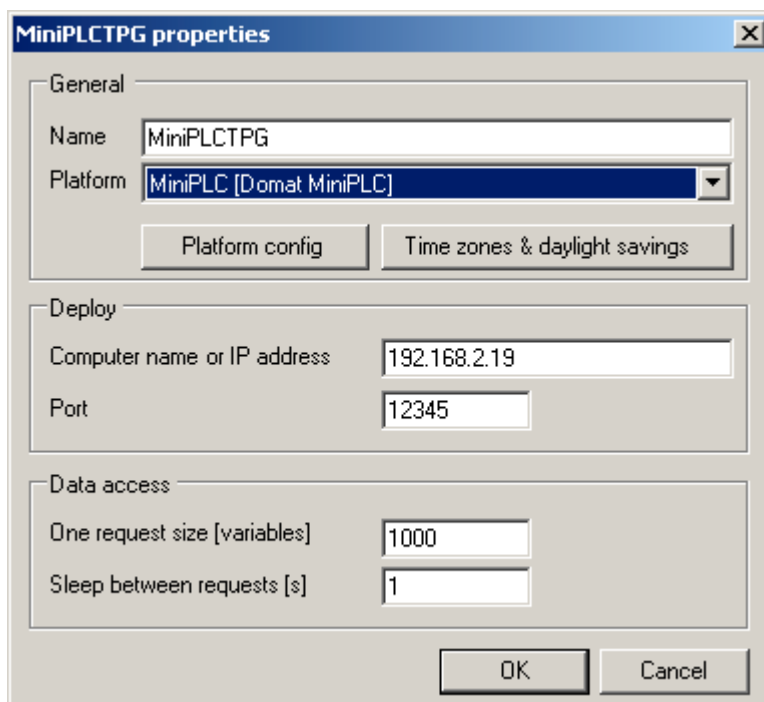 MiniPLCTPG properties
General
Name MiniPLCTPG
Platform MiniPLC [Domat MiniPLC]
Platform config Time zones & daylight savings
Deploy
Computer name or IP address 192.168.2.19
Port 12345
Data access
One request size [variables] 1000
Sleep between requests [s] 1
OK Cancel